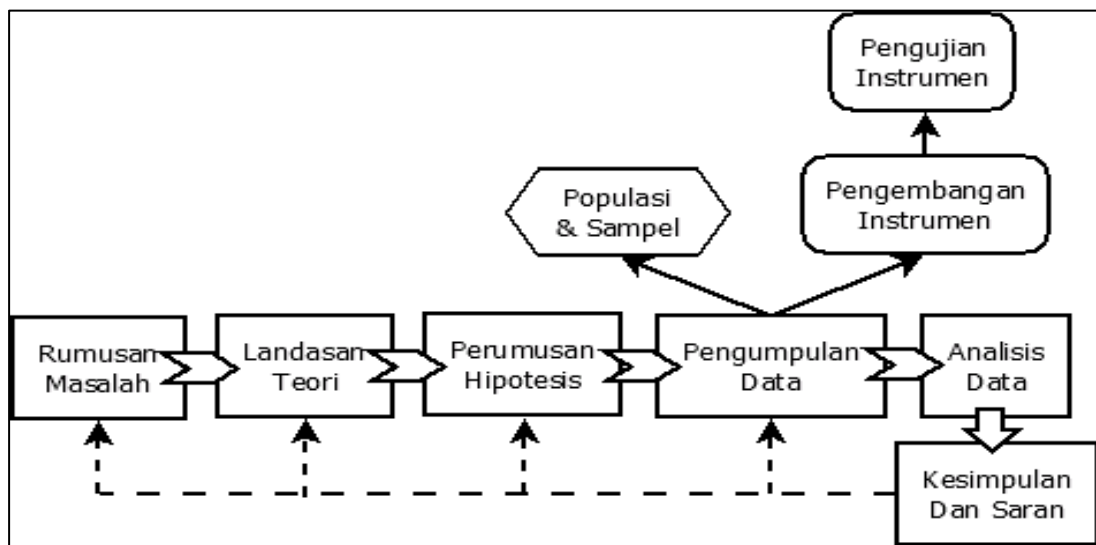 Pengujian
Instrumen
Populasi
& Sampel
Pengembangan
Instrumen
Rumusan
Masalah
Landasan
Teori
Perumusan
Hipotesis
Pengumpulan
Data
Analisis
Data
Kesimpulan
Dan Saran